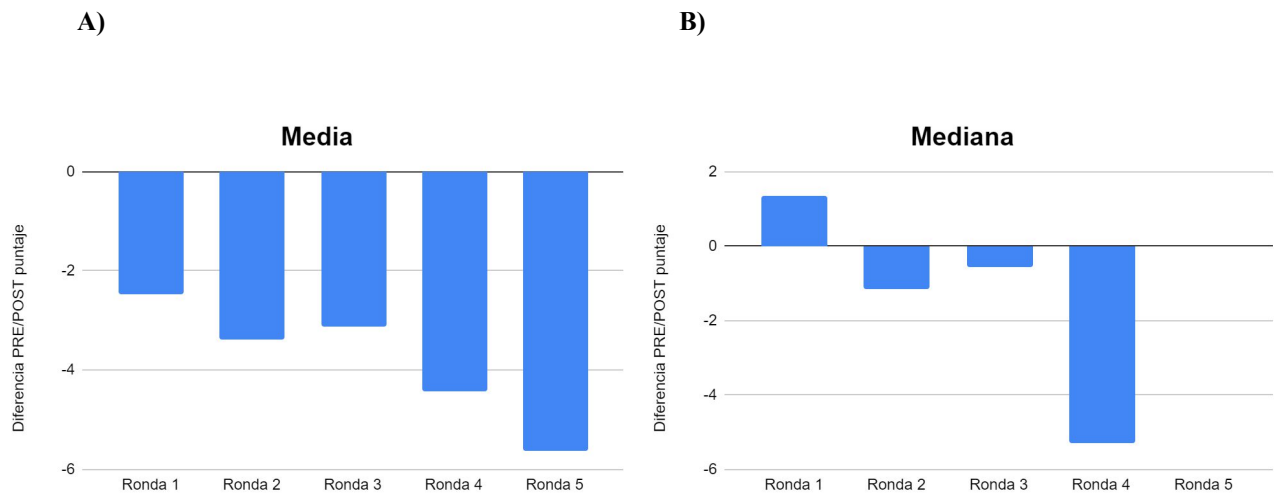 A)
Media
Diferencia PRE/POST puntaje
0
-2
-4
-6
Ronda 1
Ronda 2
Ronda 3
Ronda 4
Ronda 5
B)
Mediana
Diferencia PRE/POST puntaje
2
0
-2
-4
-6
Ronda 1
Ronda 2
Ronda 3
Ronda 4
Ronda 5